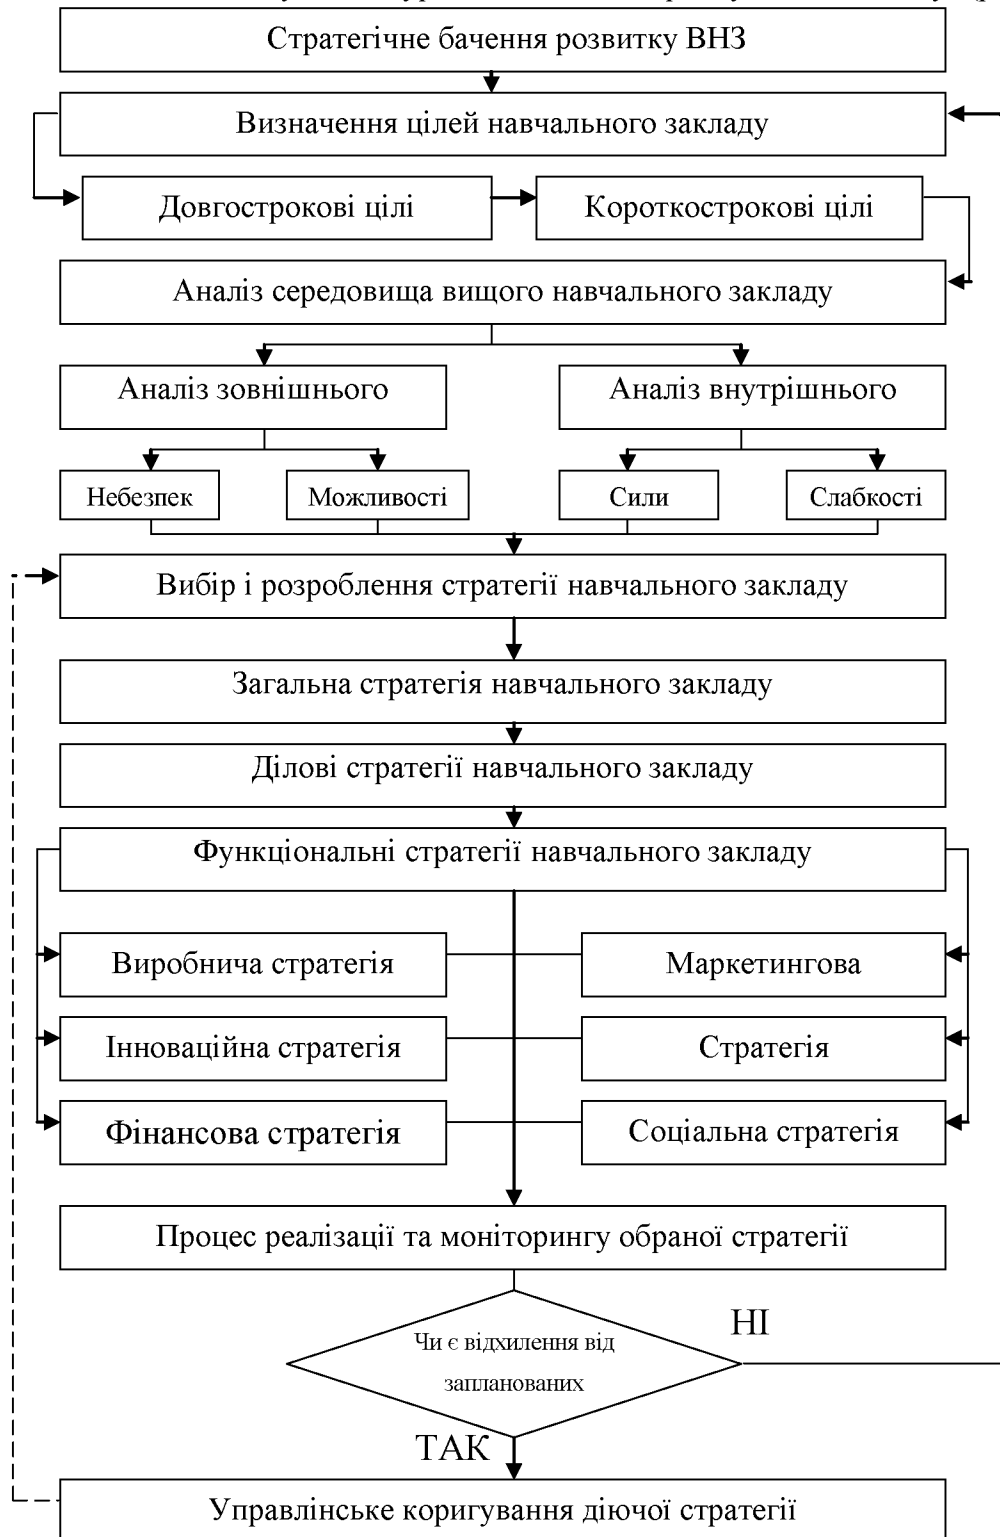 Стратегічне бачення розвитку ВНЗ
Визначення цілей навчального закладу
Довгострокові цілі
Короткострокові цілі
Аналіз середовища вищого навчального закладу
Аналіз зовнішнього
Аналіз внутрішнього
Небезпек
Можливості
Сили
Слабкості
Вибір і розроблення стратегії навчального закладу
Загальна стратегія навчального закладу
Ділові стратегії навчального закладу
Функціональні стратегії навчального закладу
Виробнича стратегія
Маркетингова
Інноваційна стратегія
Стратегія
Фінансова стратегія
Соціальна стратегія
Процес реалізації та моніторингу обраної стратегії
Чи є відхилення від
запланованих
НІ
ТАК
Управлінське коригування діючої стратегії